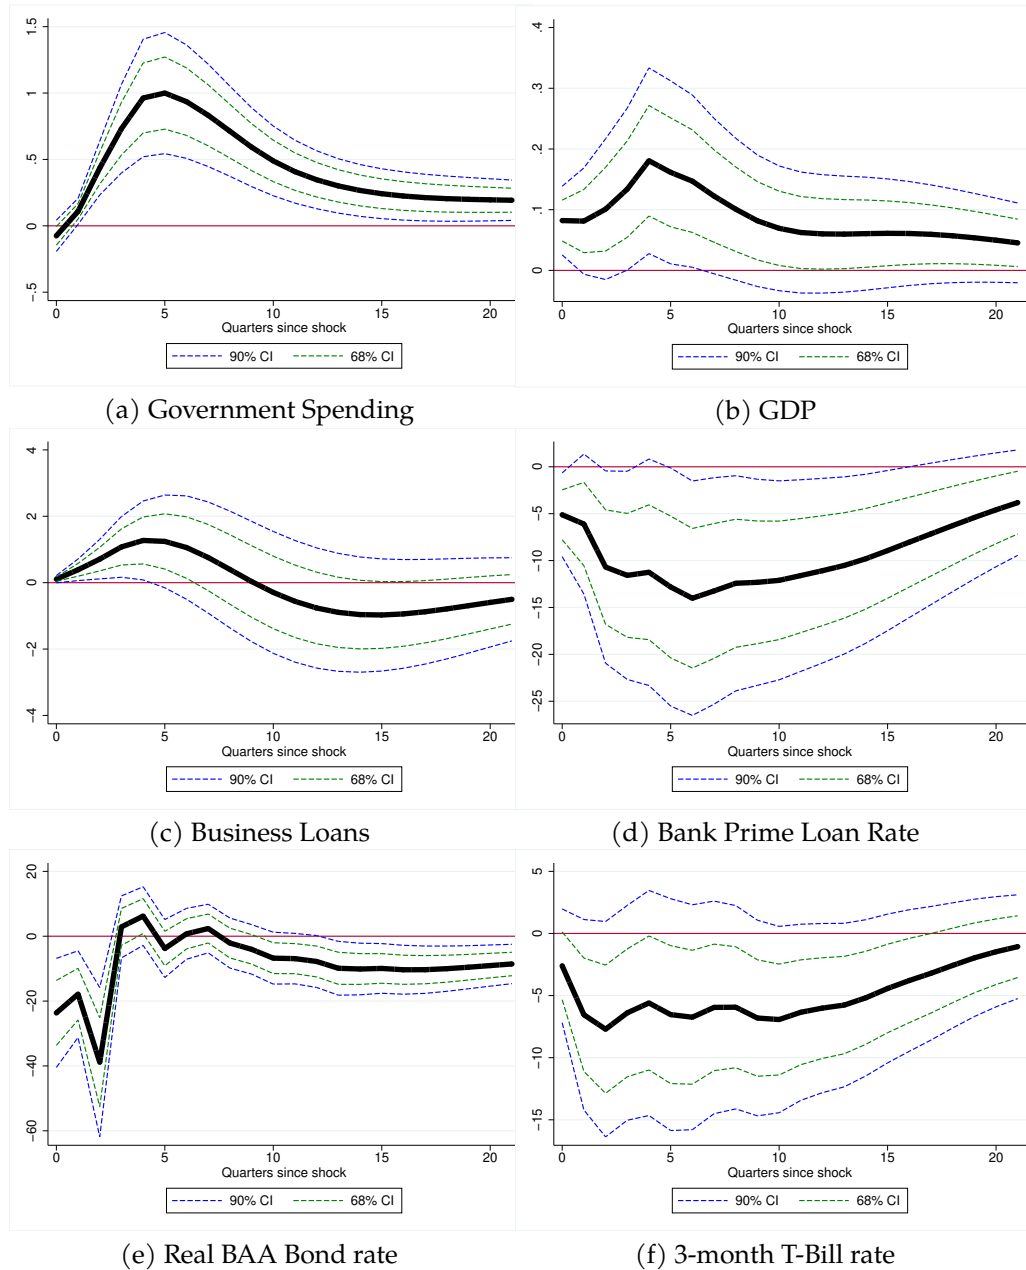 1.5
1
.5
0
-.5
0 5 10 15 20
Quarters since shock
90% CI 68% CI
(a) Government Spending
.4
.3
.2
.1
0
0 5 10 15 20
Quarters since shock
90% CI 68% CI
(b) GDP
4
2
0
-2
-4
0 5 10 15 20
Quarters since shock
90% CI 68% CI
(c) Business Loans
0
-5
-10
-15
-20
-25
0 5 10 15 20
Quarters since shock
90% CI 68% CI
(d) Bank Prime Loan Rate
20
0
-20
-40
-60
0 5 10 15 20
Quarters since shock
90% CI 68% CI
(e) Real BAA Bond rate
5
0
-5
-10
-15
0 5 10 15 20
Quarters since shock
90% CI 68% CI
(f) 3-month T-Bill rate